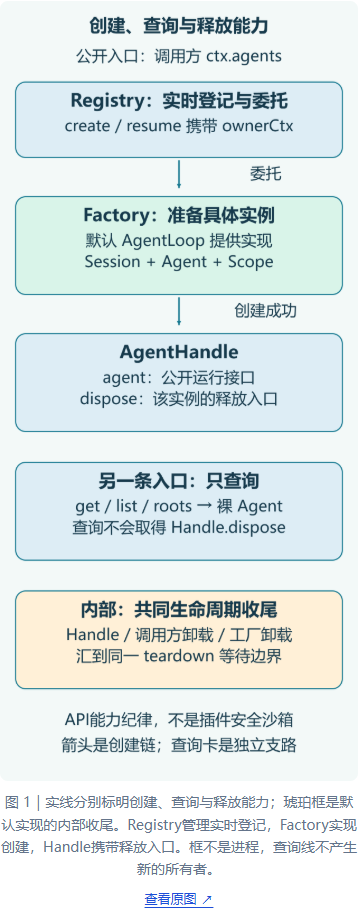 创建、查询与释放能力
公开入口：调用方 ctx.agents
Registry：实时登记与委托
create / resume 携带 ownerCtx
委托
Factory：准备具体实例
默认 AgentLoop 提供实现
Session + Agent + Scope
创建成功
AgentHandle
agent：公开运行接口
dispose：该实例的释放入口
另一条入口：只查询
get / list / roots → 裸 Agent
查询不会取得 Handle.dispose
内部：共同生命周期收尾
Handle / 调用方卸载 / 工厂卸载
汇到同一 teardown 等待边界
API能力纪律，不是插件安全沙箱
箭头是创建链；查询卡是独立支路
图 1｜实线分别标明创建、查询与释放能力；琥珀框是默
认实现的内部收尾。Registry管理实时登记，Factory实现
创建，Handle携带释放入口。框不是进程，查询线不产生
新的所有者。
查看原图 ↗